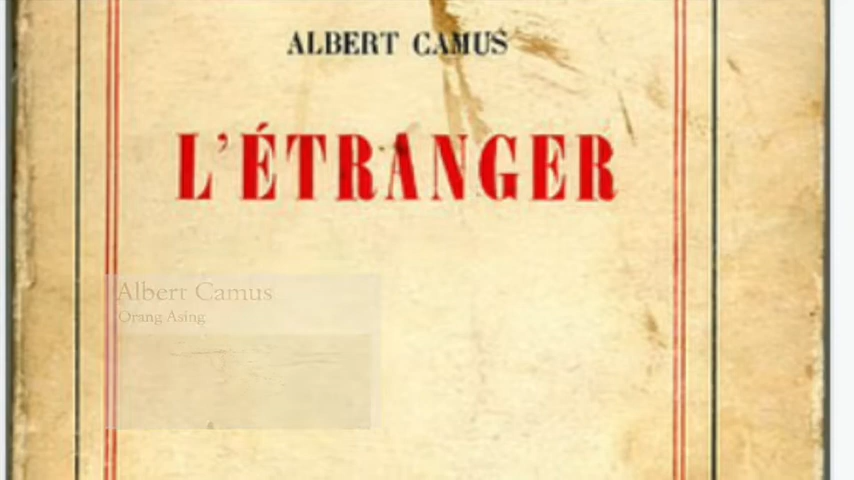 ALBERT CAMUS
L'ÉTRANGER
Albert Camus
Orang Asing